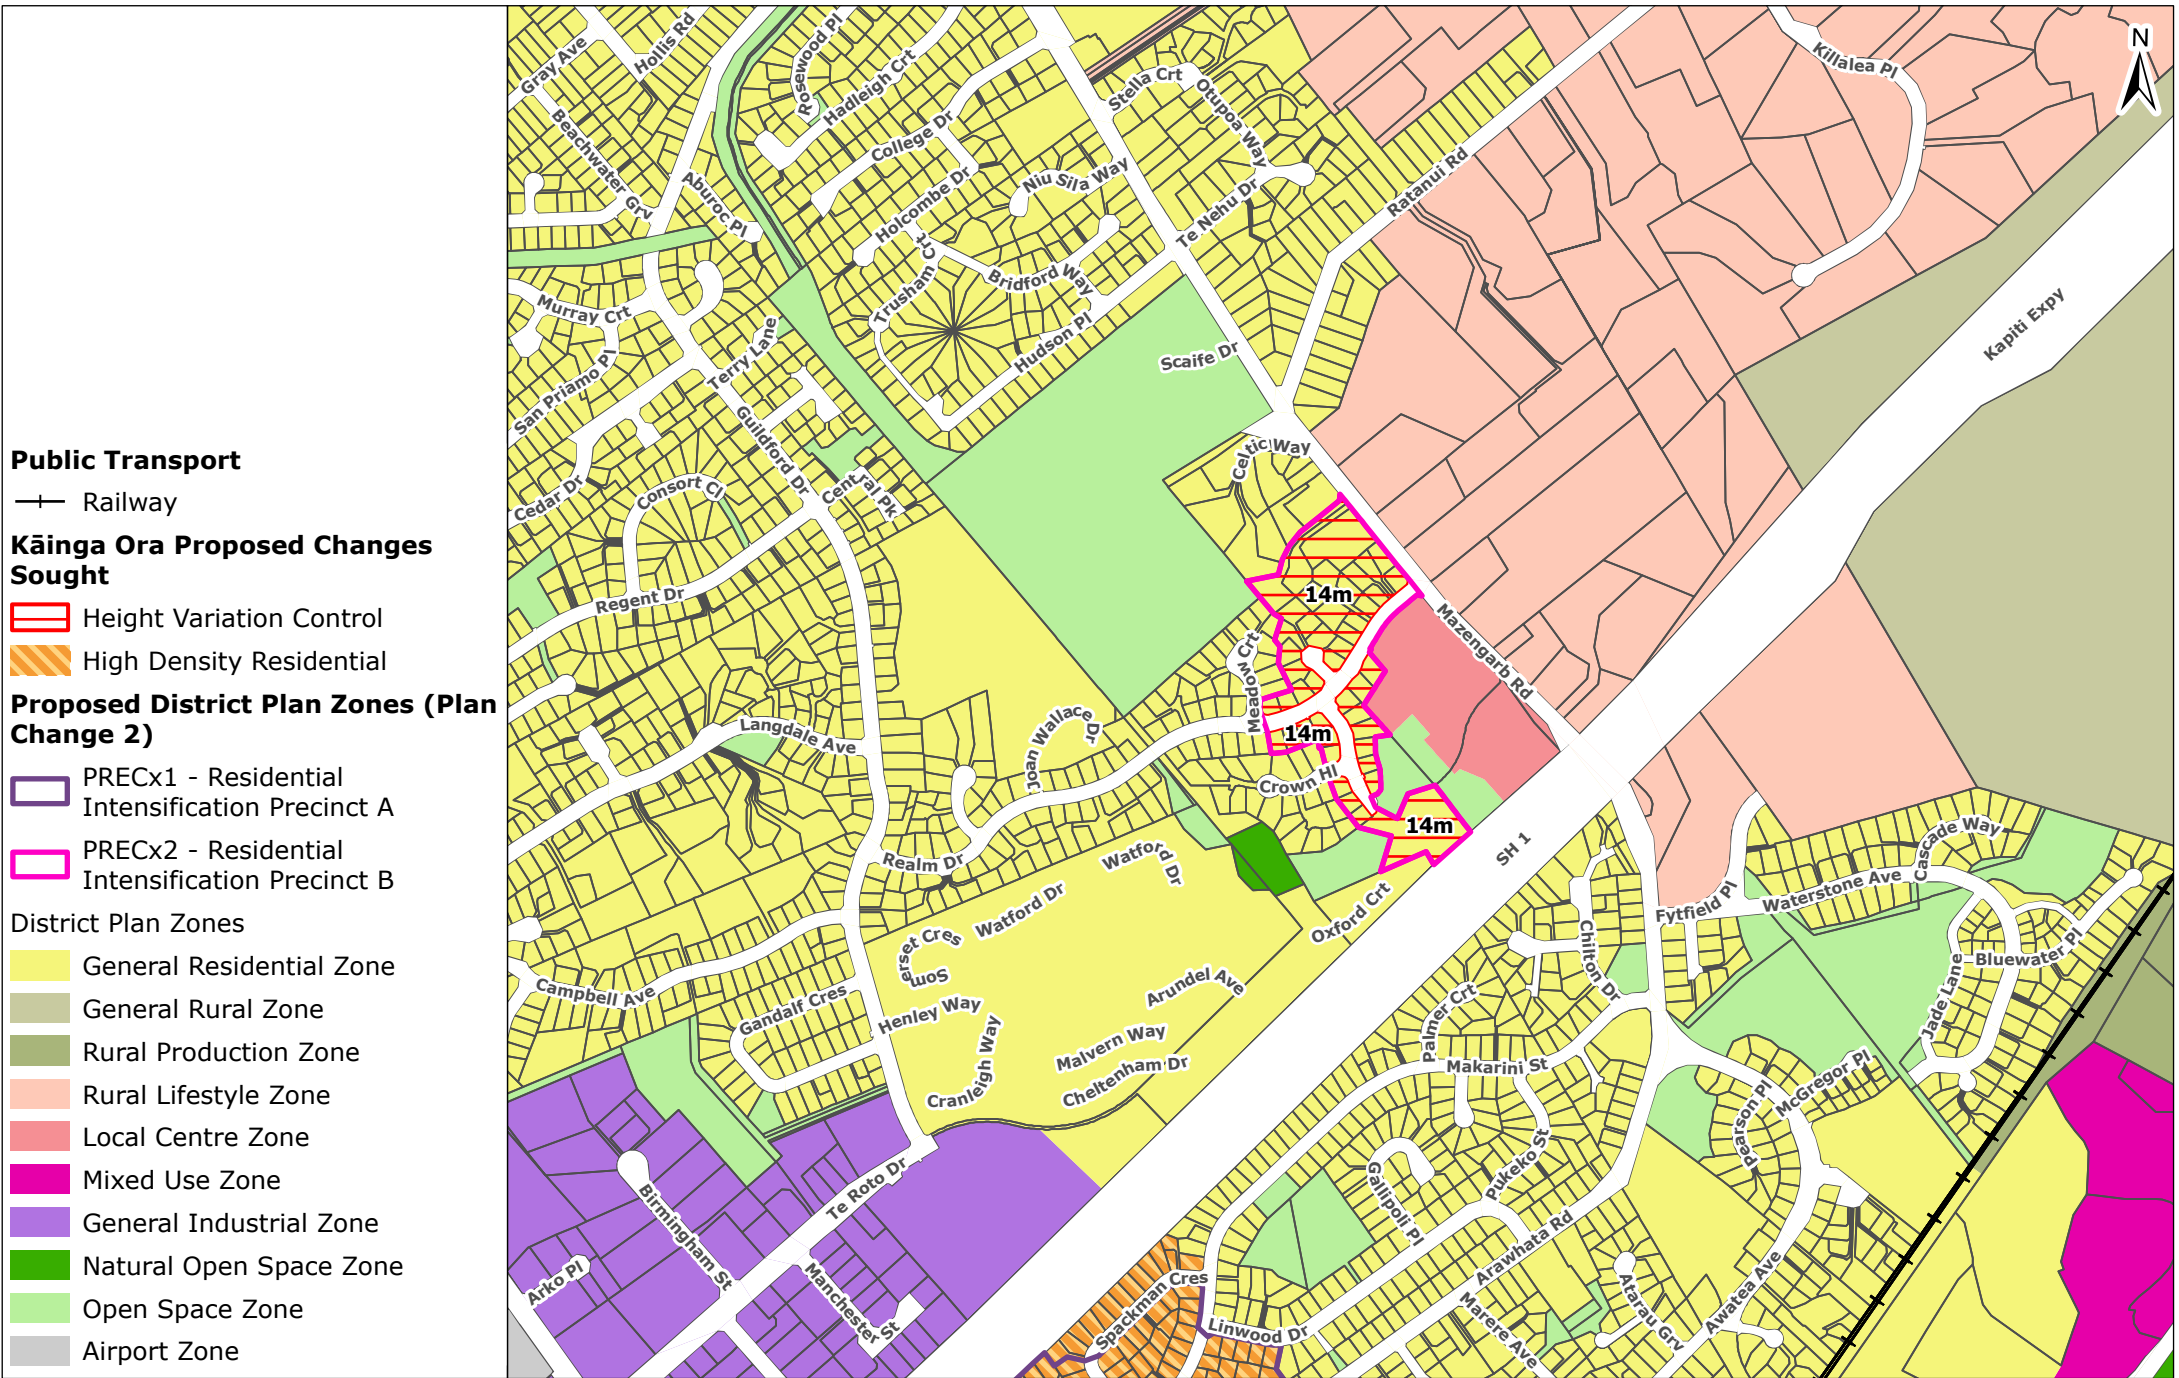 Public Transport
Railway
Kāinga Ora Proposed Changes
Sought
Height Variation Control
High Density Residential
Proposed District Plan Zones (Plan
Change 2)
PRECx1 - Residential
Intensification Precinct A
PRECx2 - Residential
Intensification Precinct B
District Plan Zones
General Residential Zone
General Rural Zone
Rural Production Zone
Rural Lifestyle Zone
Local Centre Zone
Mixed Use Zone
General Industrial Zone
Natural Open Space Zone
Open Space Zone
Airport Zone
N
Gray Ave
Hollis Rd
Rosewood Pl
Hadleigh Crt
Beachwater Grv
Aburoc Pl
College Dr
Holcombe Dr
Niu Sila Way
Stella Crt
Otupoa Way
Te Nehu Dr
Ratanui Rd
Killalea Pl
Kapiti Expy
Murray Crt
San Priamo Pl
Terry Lane
Trusham Crt
Bridford Way
Hudson Pl
Scaife Dr
Guildford Dr
Cedar Dr
Consort Cl
Central Pk
Celtic Way
Regent Dr
14m
Mazengarb Rd
Meadow Crt
Langdale Ave
Joan Wallace Dr
14m
Crown Hl
14m
SH 1
Realm Dr
Watford Dr
Watford Dr
Oxford Crt
Somerset Cres
Campbell Ave
Gandalf Cres
Henley Way
Cranleigh Way
Arundel Ave
Malvern Way
Cheltenham Dr
Chilton Dr
Fytfield Pl
Waterstone Ave
Cascade Way
Bluewater Pl
Jade Lane
Palmer Crt
Makarini St
McGregor Pl
Pearson Pl
Gallipoli Pl
Pukeko St
Arawhata Rd
Te Roto Dr
Birmingham St
Manchester St
Arko Pl
Spackman Cres
Linwood Dr
Marere Ave
Atarau Grv
Awatea Ave